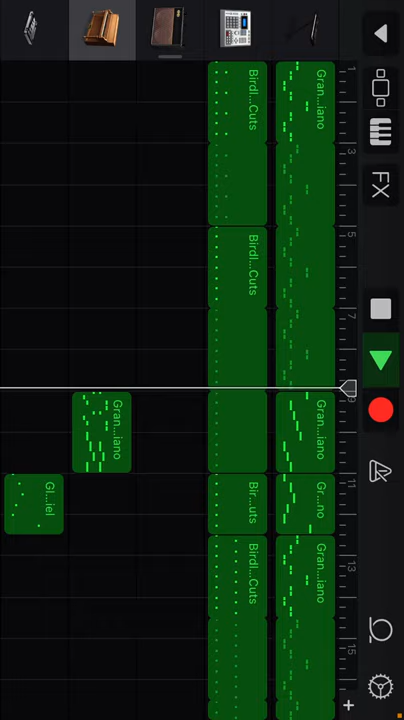 FX
1
3
5
7
9
11
13
15
Gran...iano
Gran...iano
Gr...no
Gran...iano
Birdl...Cuts
Birdl...Cuts
Bir...uts
Birdl...Cuts
Gran...iano
Gl...iel
+